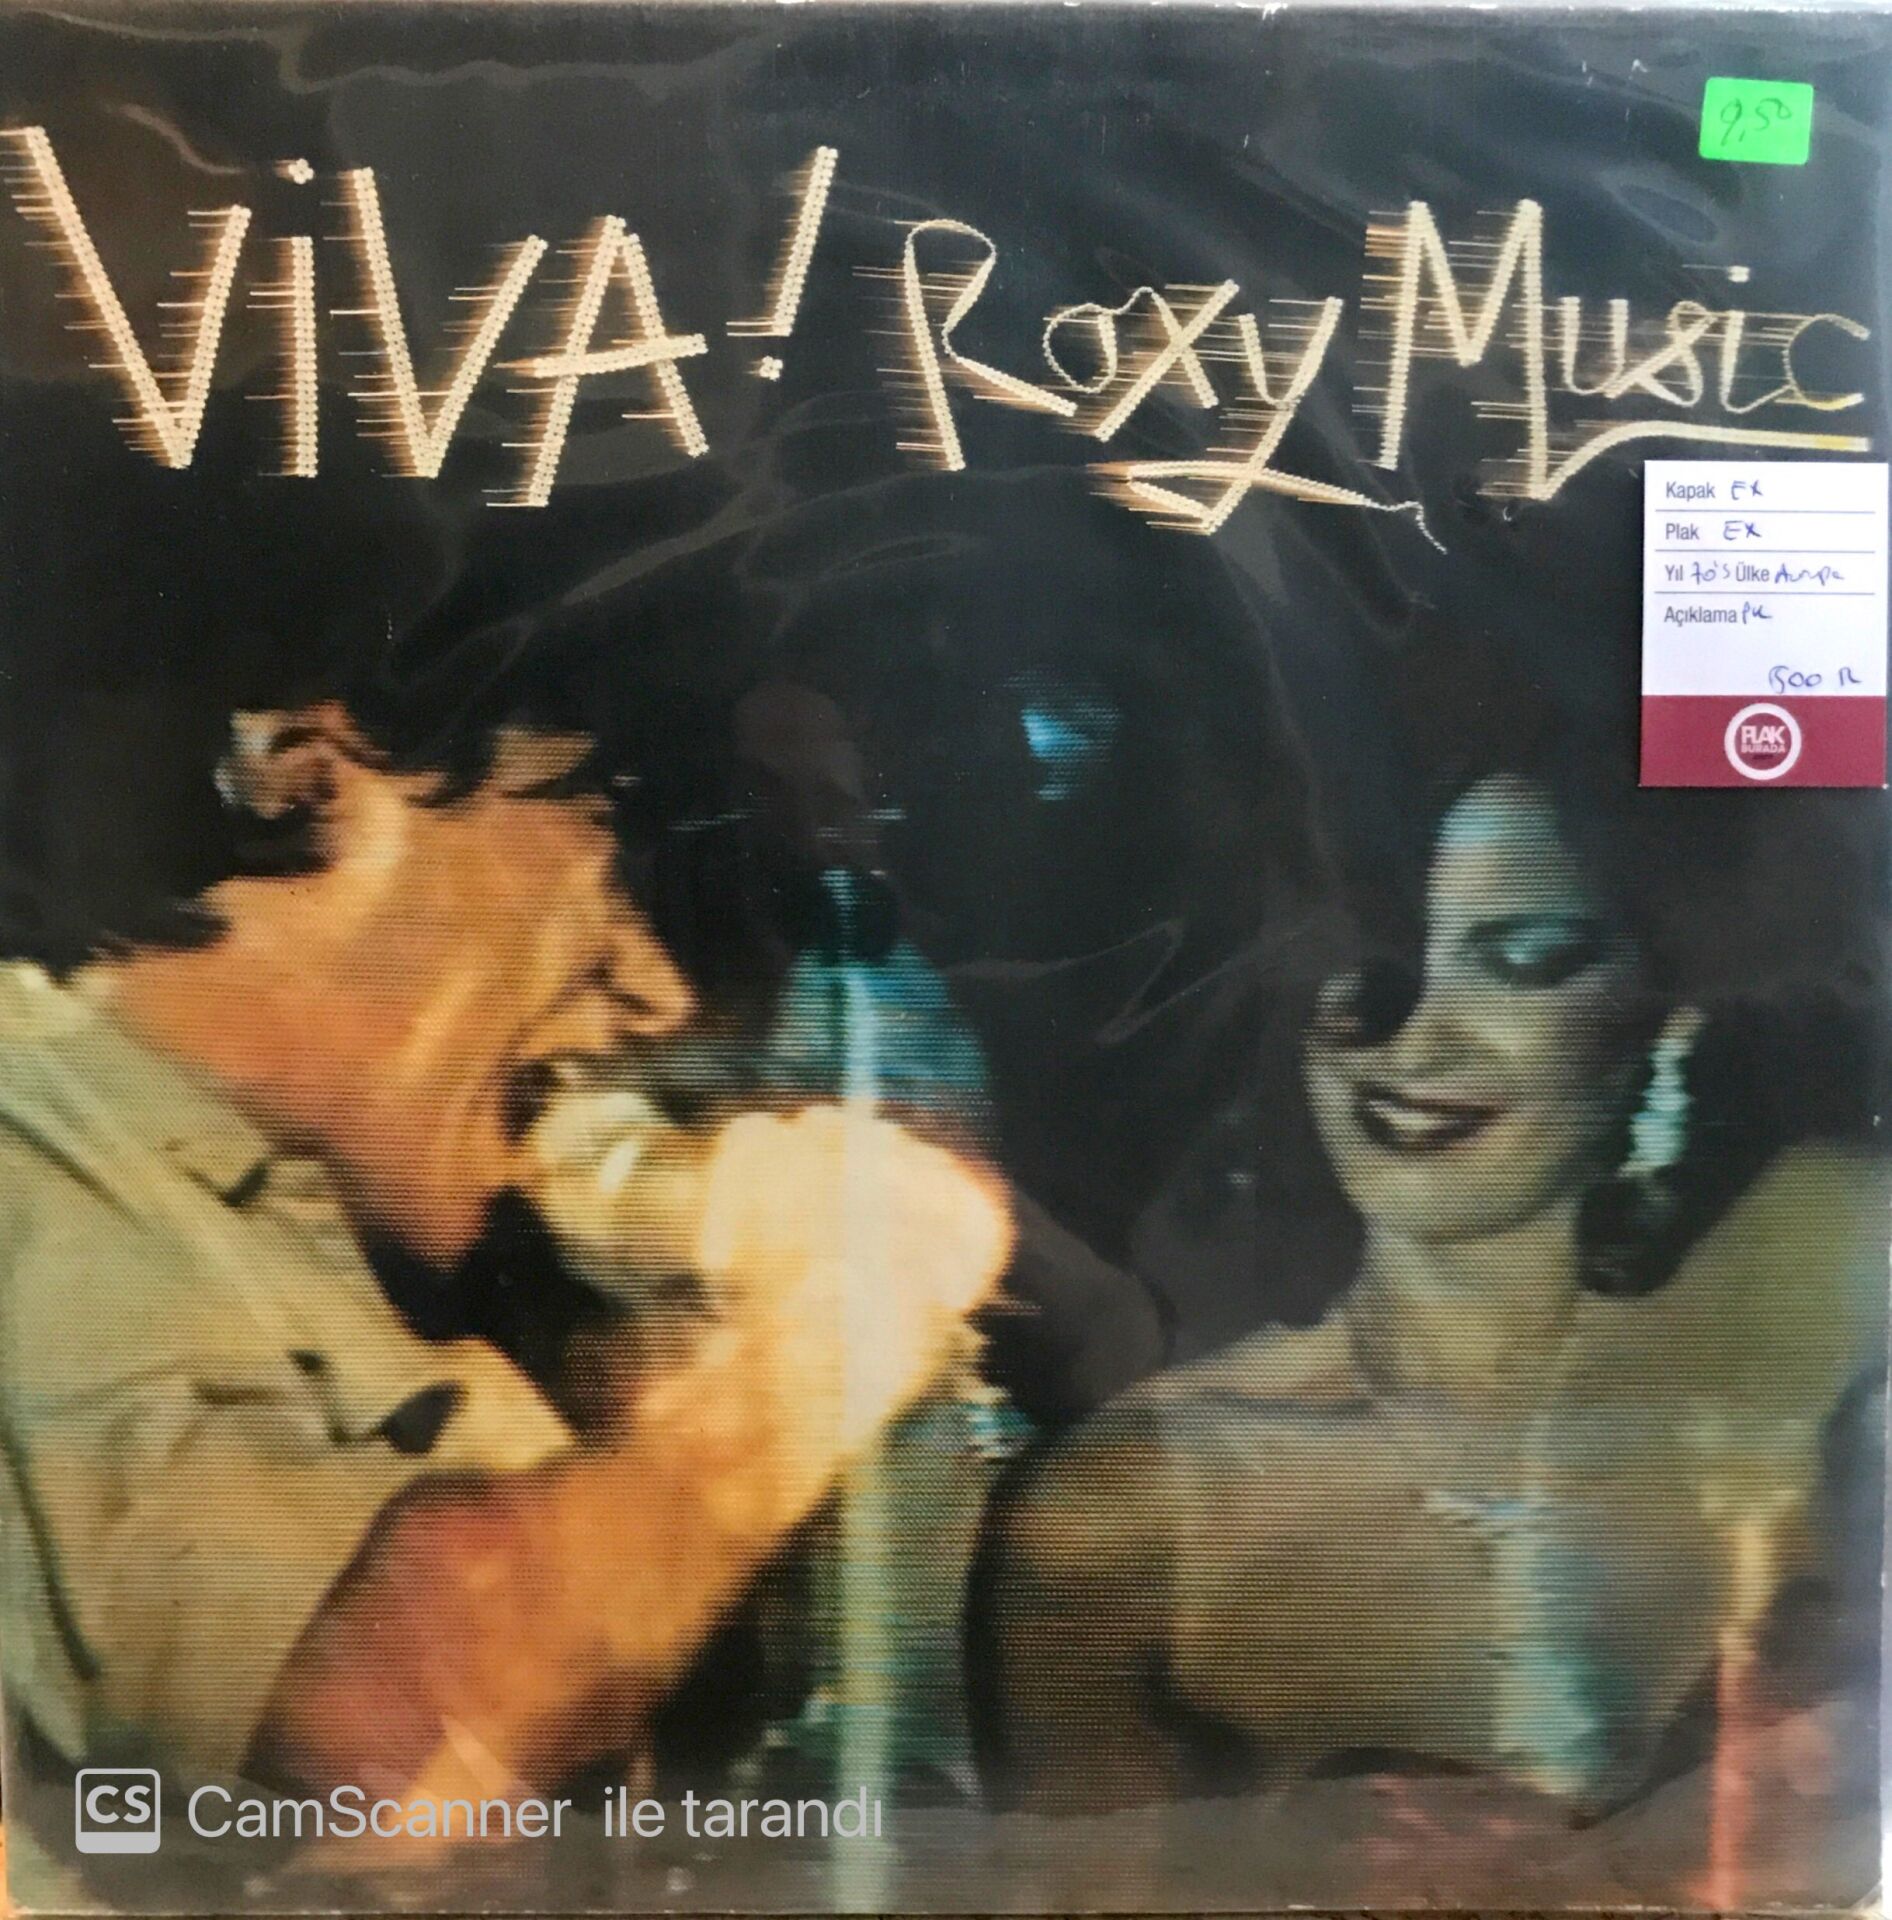 ViVA! Roxy Music
9,50
Kapak EX
Plak EX
Yıl 70's Ülke Avrupa
Açıklama
500 TL
PLAK
BURADA
CS CamScanner ile tarandı